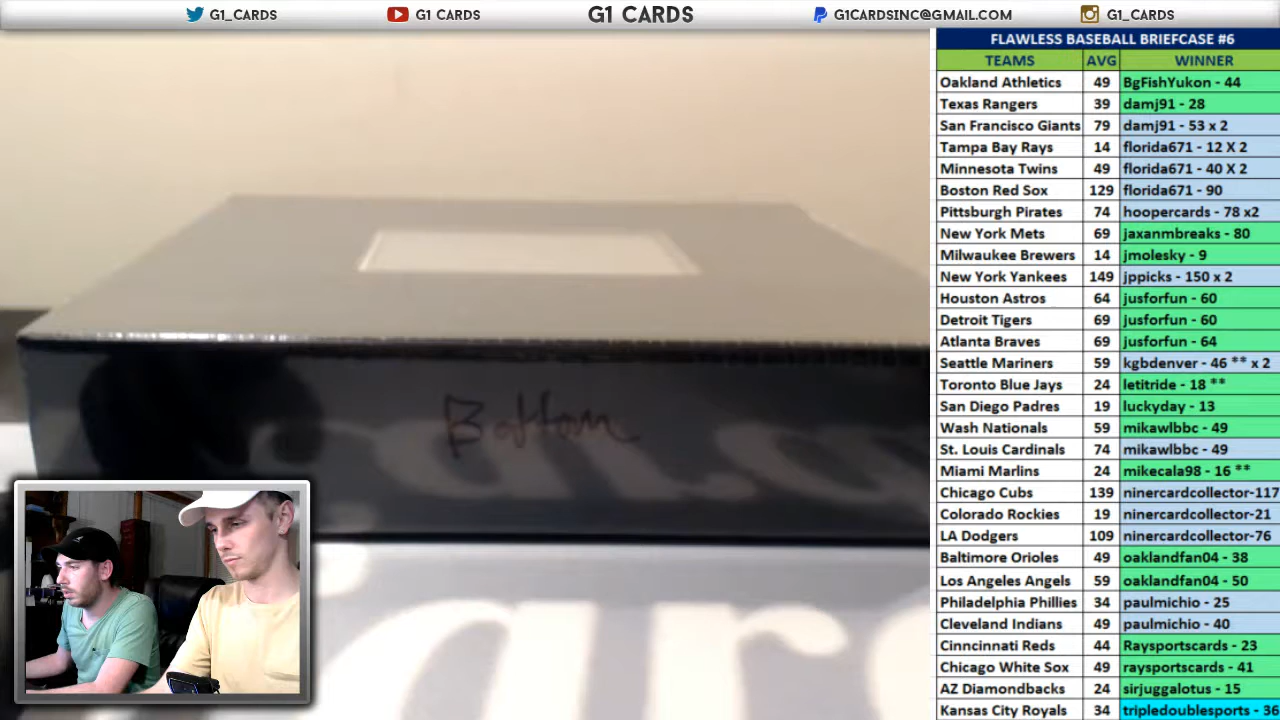 G1_CARDS
G1 CARDS
G1 CARDS
G1CARDSINC@GMAIL.COM
G1_CARDS
FLAWLESS BASEBALL BRIEFCASE #6
TEAMS AVG WINNER
Oakland Athletics 49 BgFishYukon - 44
Texas Rangers 39 damj91 - 28
San Francisco Giants 79 damj91 - 53 x 2
Tampa Bay Rays 14 florida671 - 12 X 2
Minnesota Twins 49 florida671 - 40 X 2
Boston Red Sox 129 florida671 - 90
Pittsburgh Pirates 74 hoopercards - 78 x2
New York Mets 69 jaxanmbreaks - 80
Milwaukee Brewers 14 jmolesky - 9
New York Yankees 149 jppicks - 150 x 2
Houston Astros 64 jusforfun - 60
Detroit Tigers 69 jusforfun - 60
Atlanta Braves 69 jusforfun - 64
Seattle Mariners 59 kgbdenver - 46 ** x 2
Toronto Blue Jays 24 letitride - 18 **
San Diego Padres 19 luckyday - 13
Wash Nationals 59 mikawlbbc - 49
St. Louis Cardinals 74 mikawlbbc - 49
Miami Marlins 24 mikecala98 - 16 **
Chicago Cubs 139 ninercardcollector-117
Colorado Rockies 19 ninercardcollector-21
LA Dodgers 109 ninercardcollector-76
Baltimore Orioles 49 oaklandfan04 - 38
Los Angeles Angels 59 oaklandfan04 - 50
Philadelphia Phillies 34 paulmichio - 25
Cleveland Indians 49 paulmichio - 40
Cinncinnati Reds 44 Raysportscards - 23
Chicago White Sox 49 raysportscards - 41
AZ Diamondbacks 24 sirjuggalotus - 15
Kansas City Royals 34 tripledoublesports - 36
Bottom